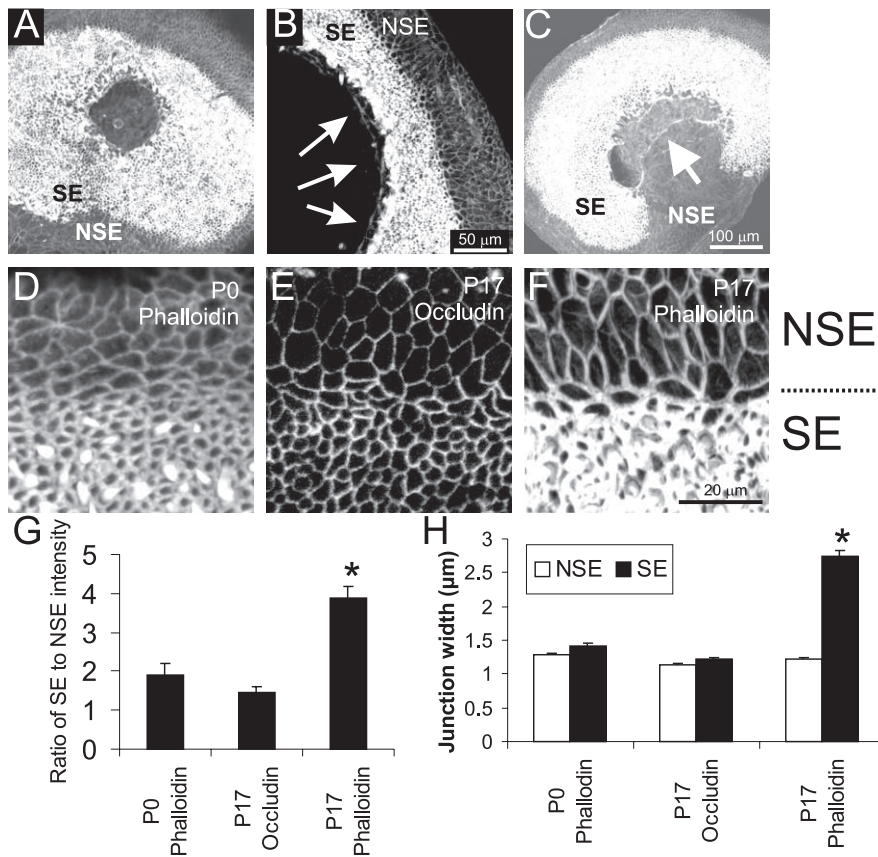 A
SE
NSE
B
SE
NSE
50 µm
C
SE
NSE
100 µm
D
P0
Phalloidin
E
P17
Occludin
F
P17
Phalloidin
20 µm
NSE
SE
G
Ratio of SE to NSE intensity
5
4
3
2
1
0
*
P0
Phalloidin
P17
Occludin
P17
Phalloidin
H
Junction width (µm)
3
2.5
2
1.5
1
0.5
0
NSE
SE
*
P0
Phallodin
P17
Occludin
P17
Phalloidin